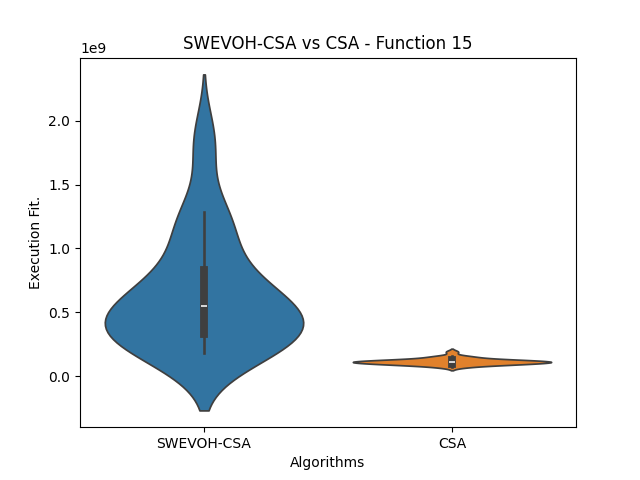 SWEVOH-CSA vs CSA - Function 15
1e9
2.0
1.5
1.0
0.5
0.0
Execution Fit.
SWEVOH-CSA
CSA
Algorithms